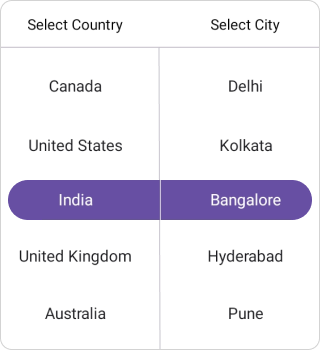 Select Country Select City
Canada Delhi
United States Kolkata
India Bangalore
United Kingdom Hyderabad
Australia Pune